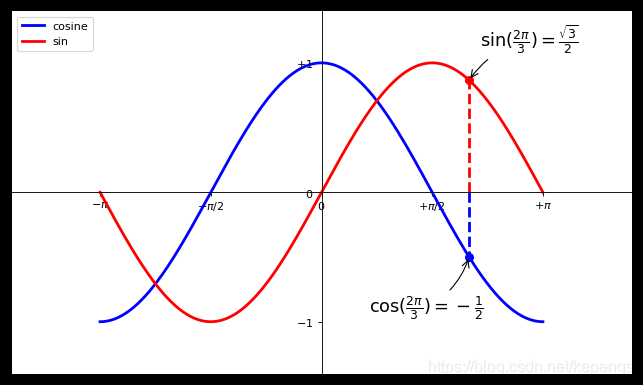 cosine
sin
sin(2π/3) = √3/2
+1
0
−π
−π/2
0
+π/2
+π
cos(2π/3) = −1/2
−1
https://blog.csdn.net/kepengs